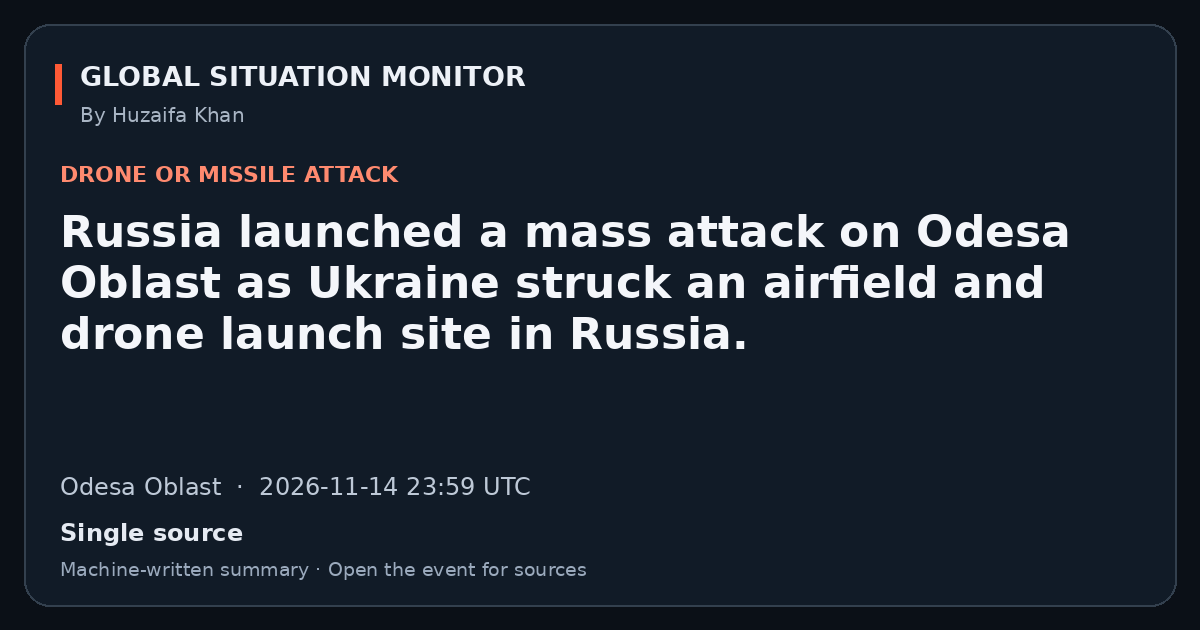 GLOBAL SITUATION MONITOR
By Huzaifa Khan
DRONE OR MISSILE ATTACK
Russia launched a mass attack on Odesa
Oblast as Ukraine struck an airfield and
drone launch site in Russia.
Odesa Oblast · 2026-11-14 23:59 UTC
Single source
Machine-written summary · Open the event for sources